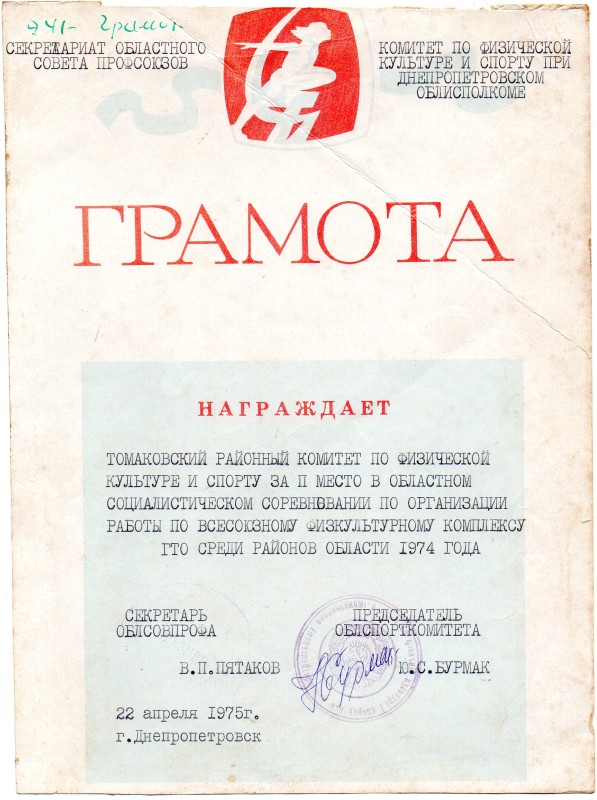 241- Грамот
СЕКРЕТАРИАТ ОБЛАСТНОГО
СОВЕТА ПРОФСОЮЗОВ
КОМИТЕТ ПО ФИЗИЧЕСКОЙ
КУЛЬТУРЕ И СПОРТУ ПРИ
ДНЕПРОПЕТРОВСКОМ
ОБЛИСПОЛКОМЕ
ГРАМОТА
НАГРАЖДАЕТ
ТОМАКОВСКИЙ РАЙОННЫЙ КОМИТЕТ ПО ФИЗИЧЕСКОЙ
КУЛЬТУРЕ И СПОРТУ ЗА П МЕСТО В ОБЛАСТНОМ
СОЦИАЛИСТИЧЕСКОМ СОРЕВНОВАНИИ ПО ОРГАНИЗАЦИИ
РАБОТЫ ПО ВСЕСОЮЗНОМУ ФИЗКУЛЬТУРНОМУ КОМПЛЕКСУ
ГТО СРЕДИ РАЙОНОВ ОБЛАСТИ 1974 ГОДА
СЕКРЕТАРЬ
ОБЛСОВПРОФА
ПРЕДСЕДАТЕЛЬ
ОБЛСПОРТКОМИТЕТА
В.П.ПЯТАКОВ
Ю.С.БУРМАК
22 апреля 1975г.
г.Днепропетровск